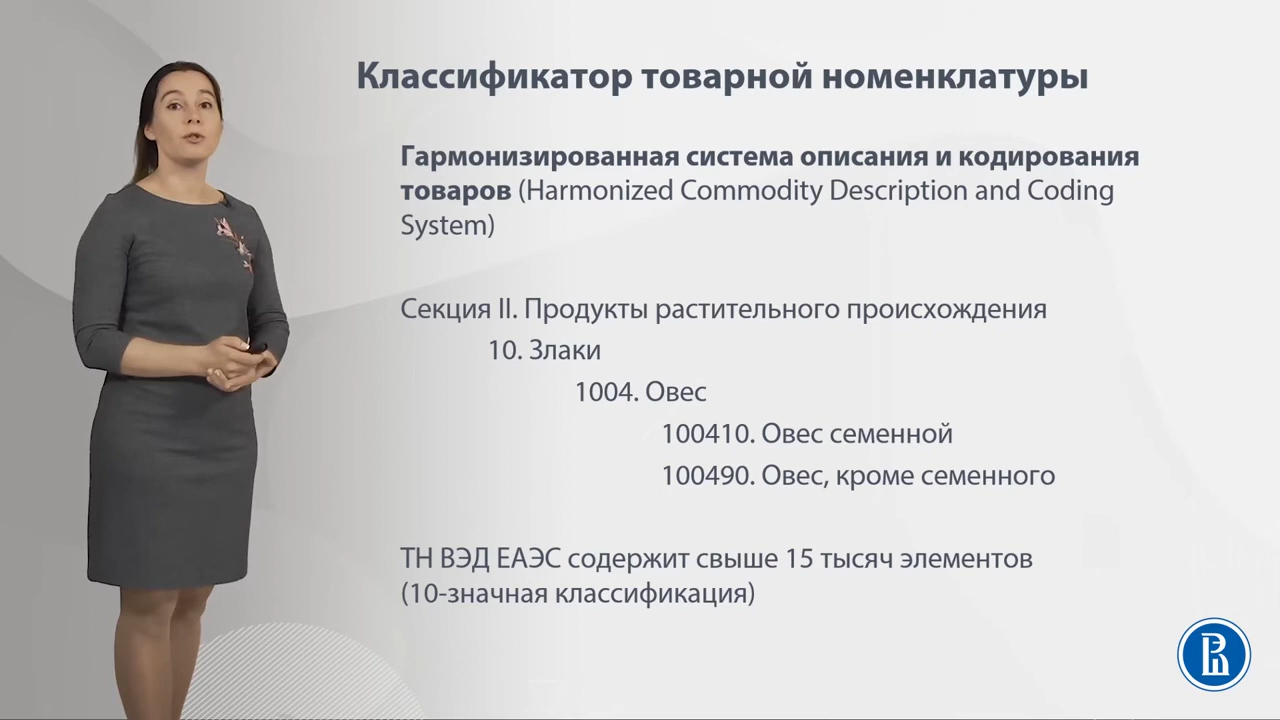 Классификатор товарной номенклатуры
Гармонизированная система описания и кодирования
товаров (Harmonized Commodity Description and Coding
System)
Секция II. Продукты растительного происхождения
10. Злаки
1004. Овес
100410. Овес семенной
100490. Овес, кроме семенного
ТН ВЭД ЕАЭС содержит свыше 15 тысяч элементов
(10-значная классификация)